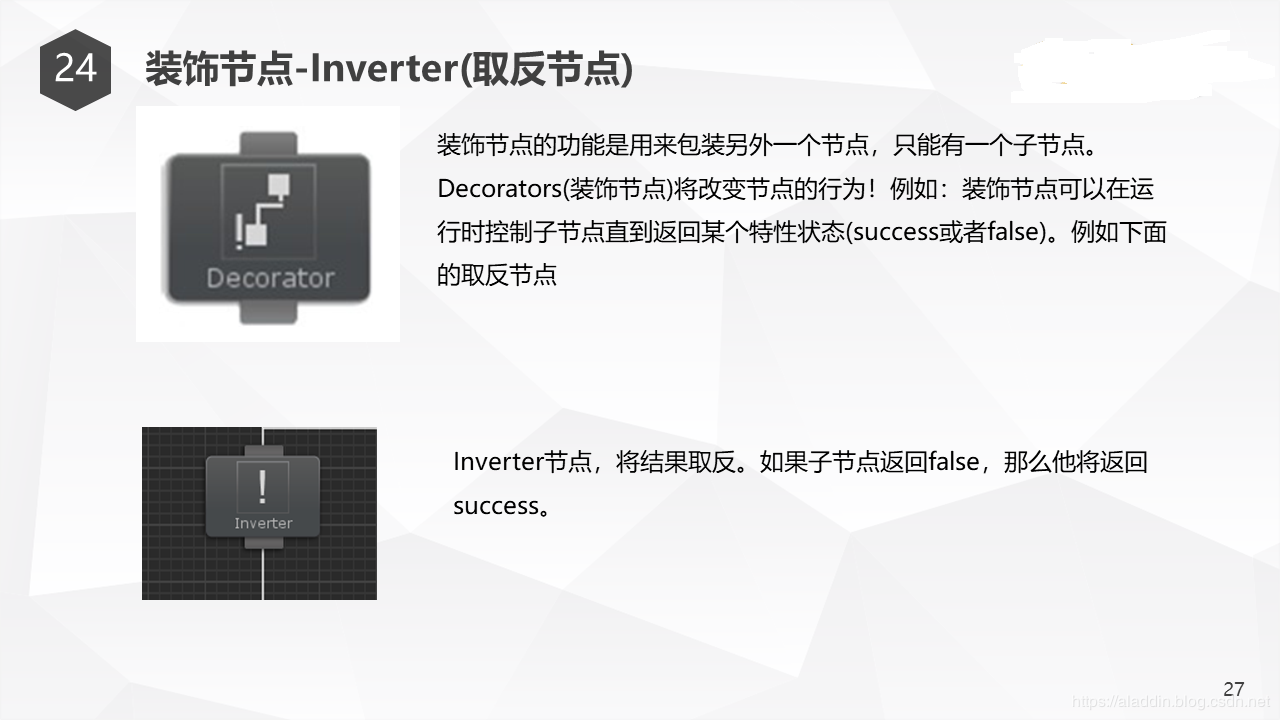 24
装饰节点-Inverter(取反节点)
Decorator
装饰节点的功能是用来包装另外一个节点，只能有一个子节点。
Decorators(装饰节点)将改变节点的行为！例如：装饰节点可以在运
行时控制子节点直到返回某个特性状态(success或者false)。例如下面
的取反节点
!
Inverter
Inverter节点，将结果取反。如果子节点返回false，那么他将返回
success。
27
https://aladdin.blog.csdn.net